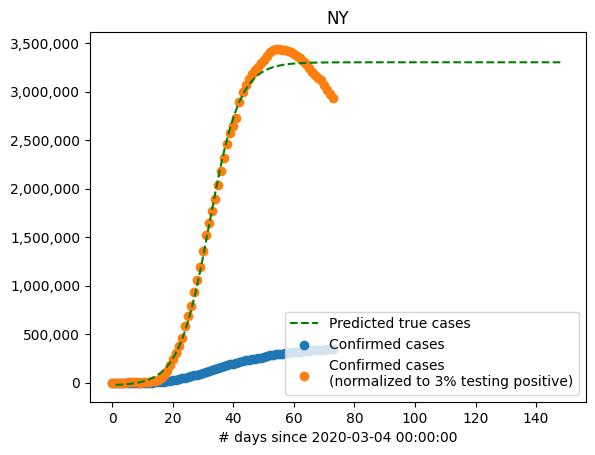 NY
3,500,000
3,000,000
2,500,000
2,000,000
1,500,000
1,000,000
500,000
0
Predicted true cases
Confirmed cases
Confirmed cases
(normalized to 3% testing positive)
0 20 40 60 80 100 120 140
# days since 2020-03-04 00:00:00